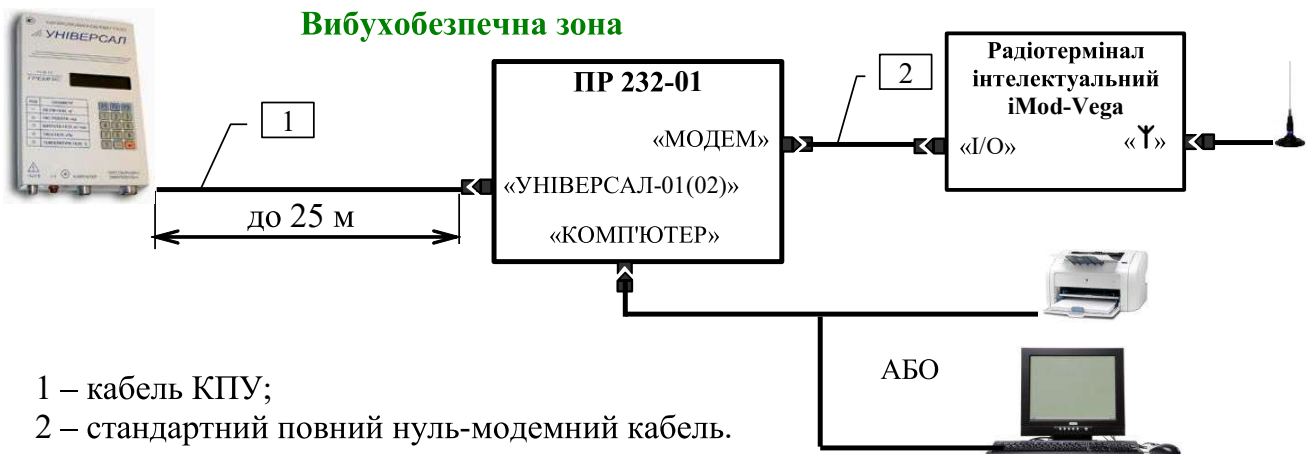 Вибухобезпечна зона
УНІВЕРСАЛ
1
до 25 м
ПР 232-01
«МОДЕМ»
«УНІВЕРСАЛ-01(02)»
«КОМП'ЮТЕР»
2
Радіотермінал
інтелектуальний
iMod-Vega
«I/O»
«»
АБО
1 – кабель КПУ;
2 – стандартний повний нуль-модемний кабель.